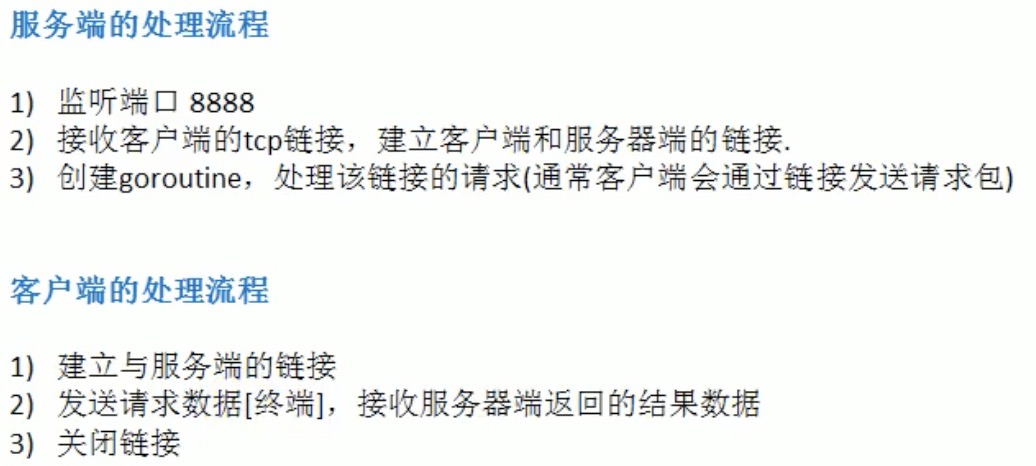 服务端的处理流程
1) 监听端口 8888
2) 接收客户端的tcp链接，建立客户端和服务器端的链接.
3) 创建goroutine，处理该链接的请求(通常客户端会通过链接发送请求包)
客户端的处理流程
1) 建立与服务端的链接
2) 发送请求数据[终端]，接收服务器端返回的结果数据
3) 关闭链接